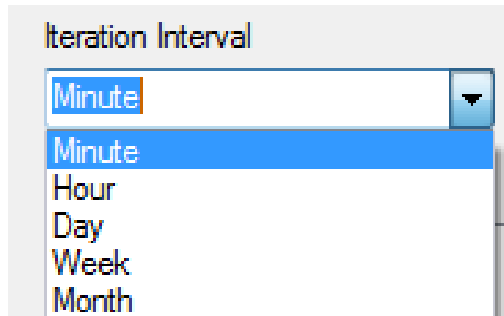 Iteration Interval
Minute
Minute
Hour
Day
Week
Month